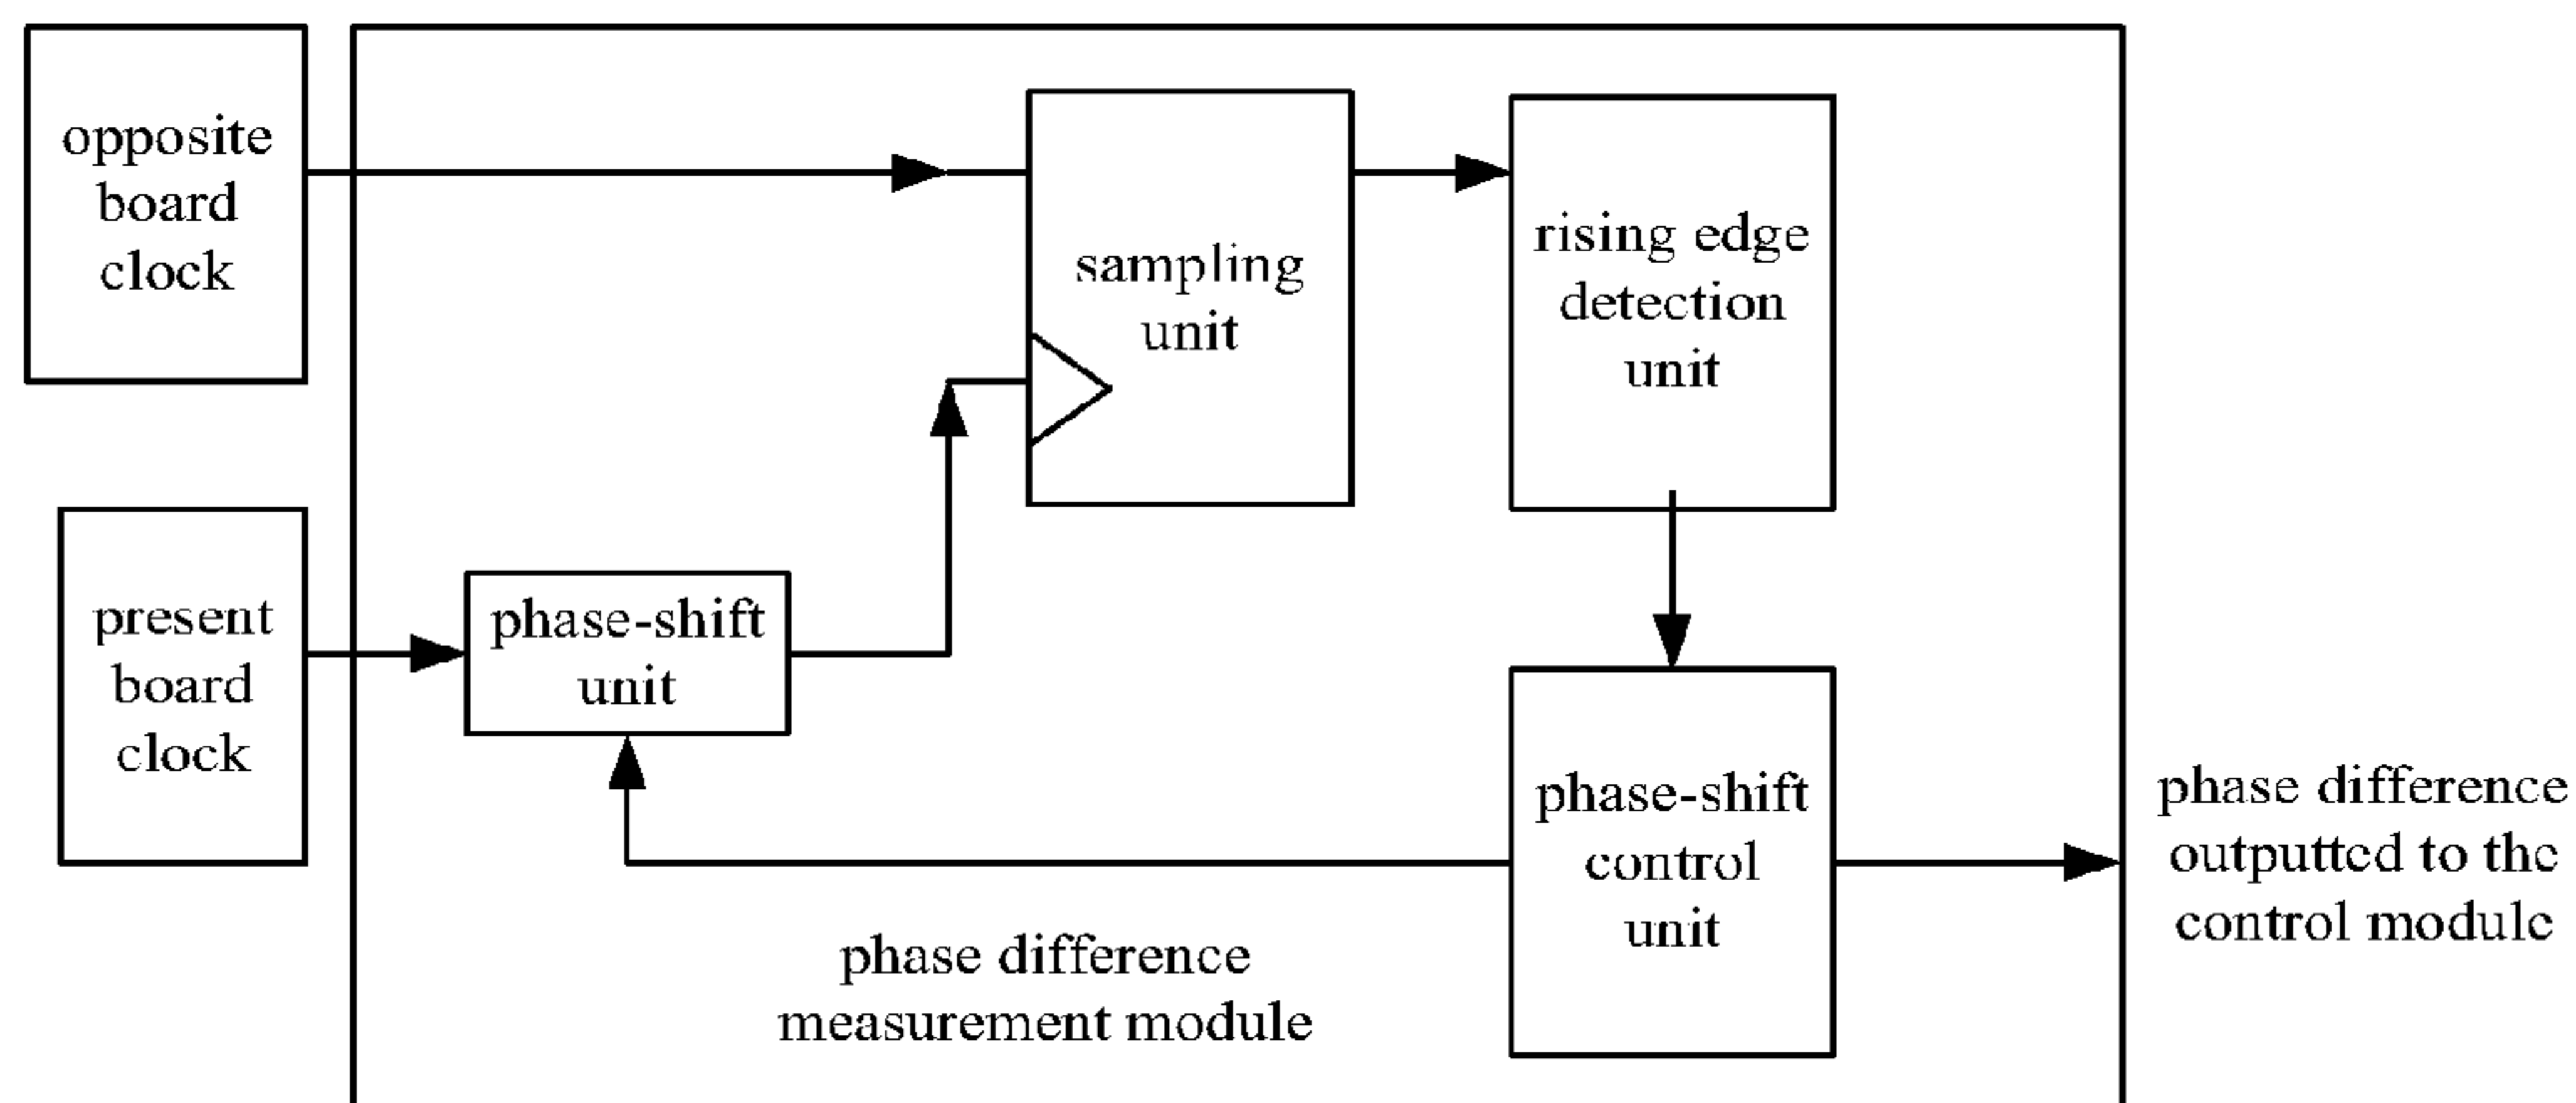 opposite
board
clock
sampling
unit
rising edge
detection
unit
present
board
clock
phase-shift
unit
phase-shift
control
unit
phase difference
measurement module
phase difference
outputted to the
control module